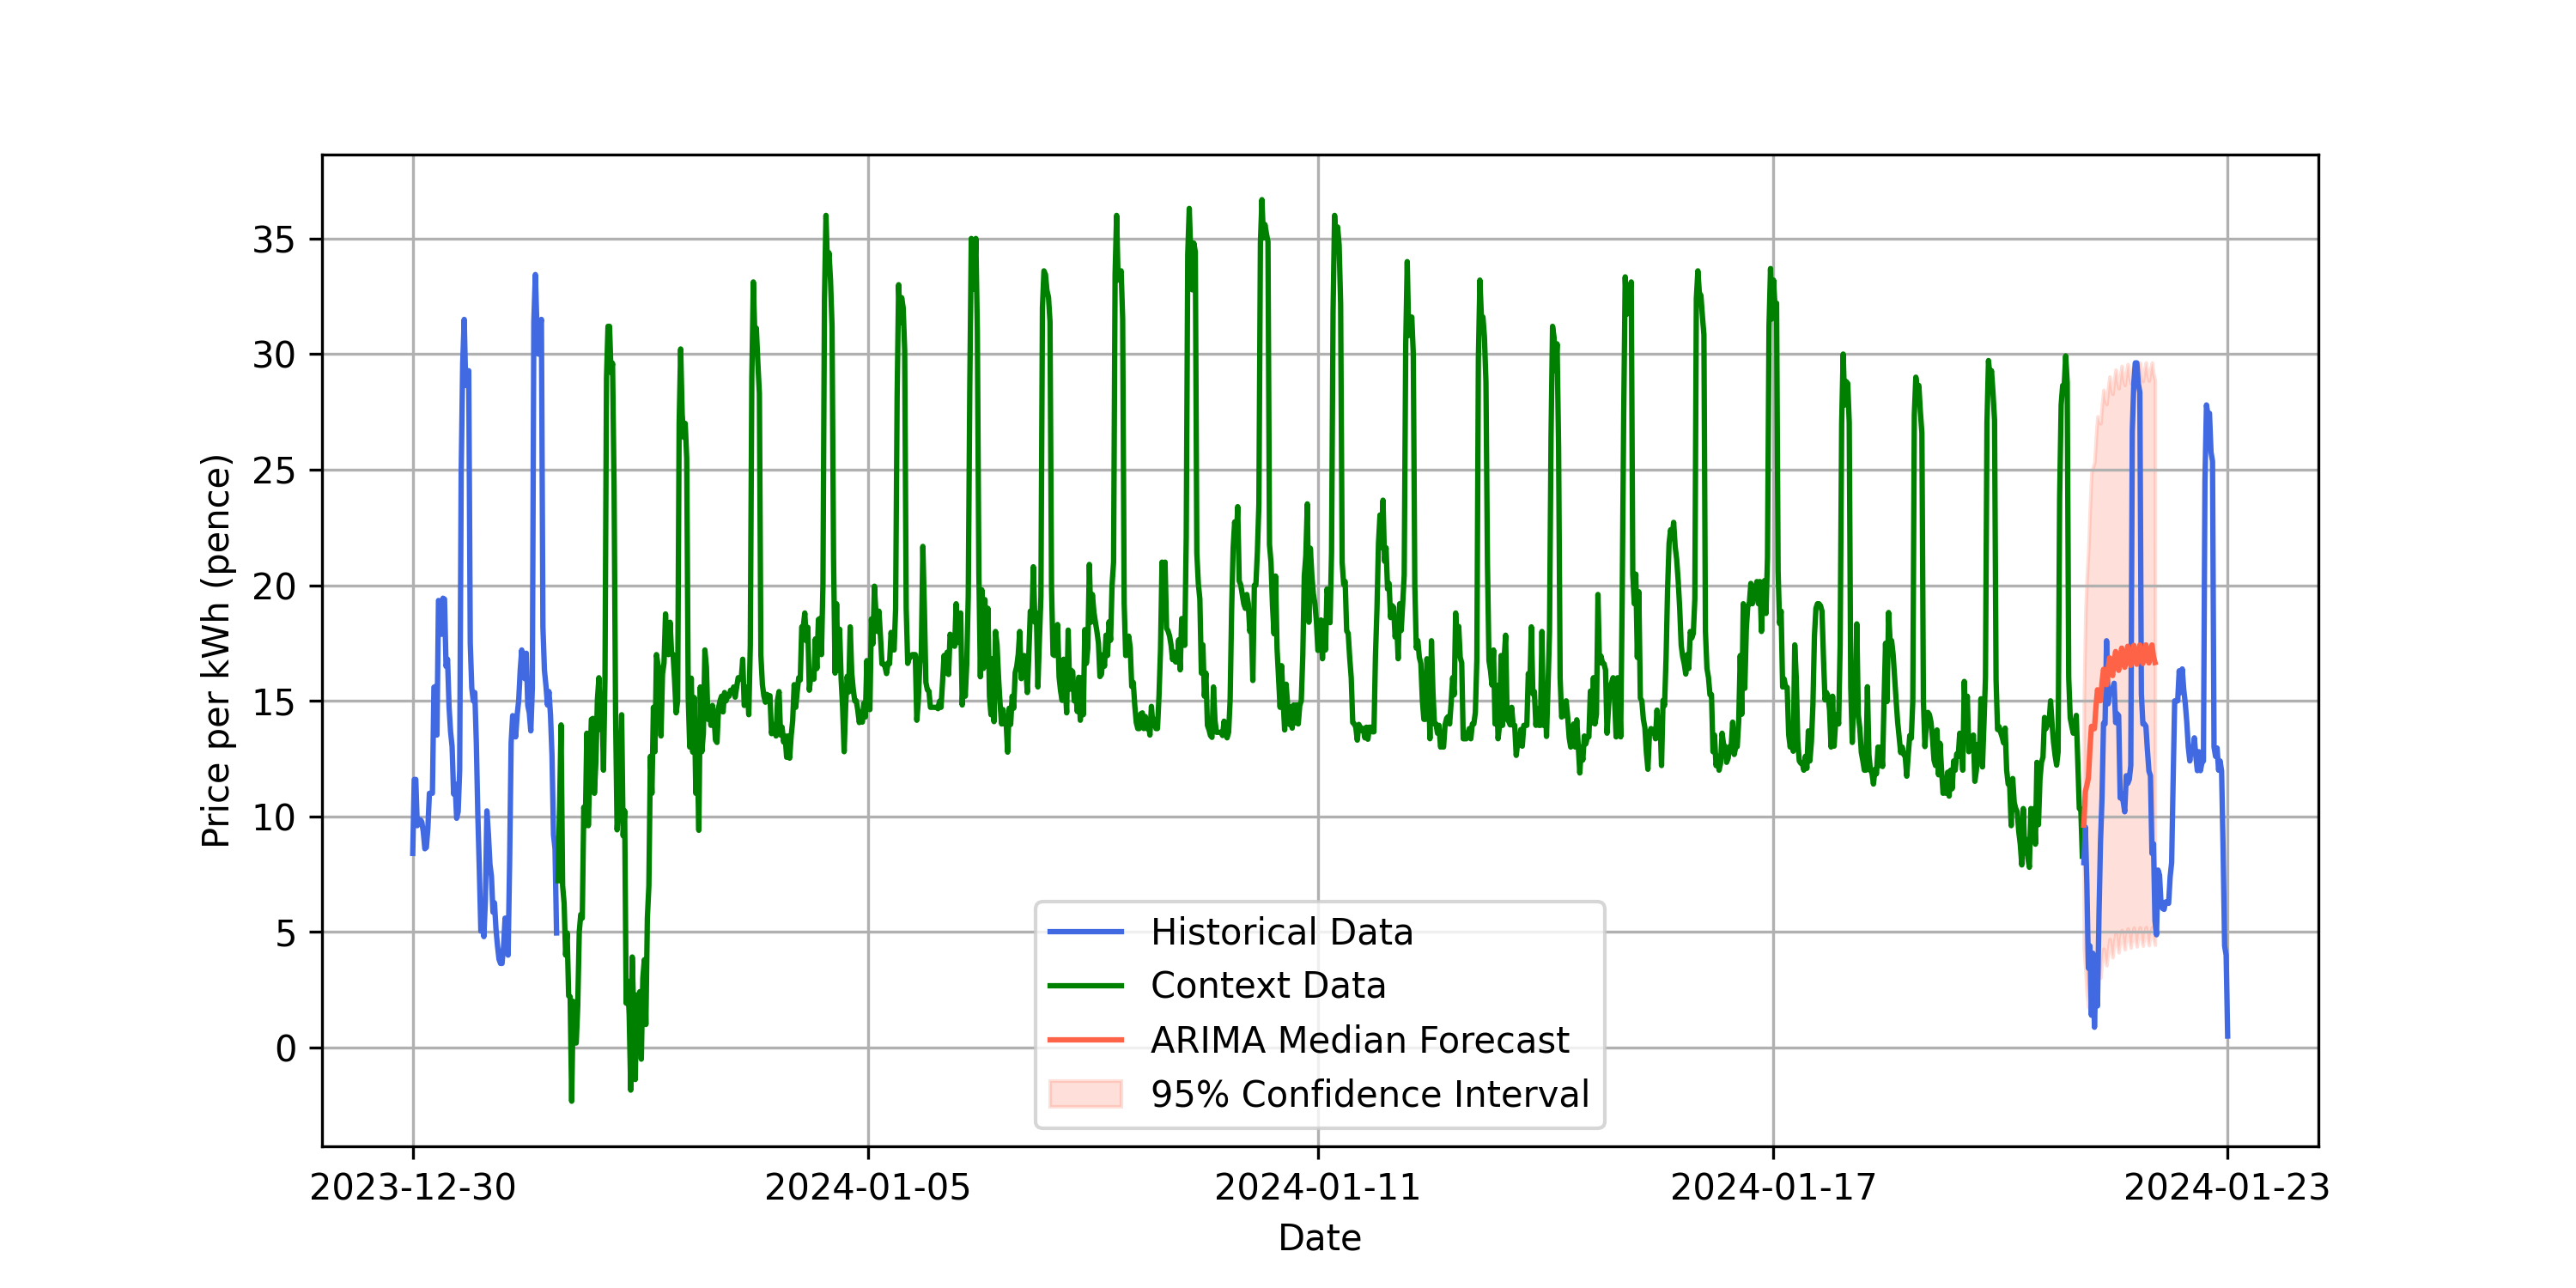 35
30
25
20
15
10
5
0
Price per kWh (pence)
2023-12-30
2024-01-05
2024-01-11
2024-01-17
2024-01-23
Date
Historical Data
Context Data
ARIMA Median Forecast
95% Confidence Interval